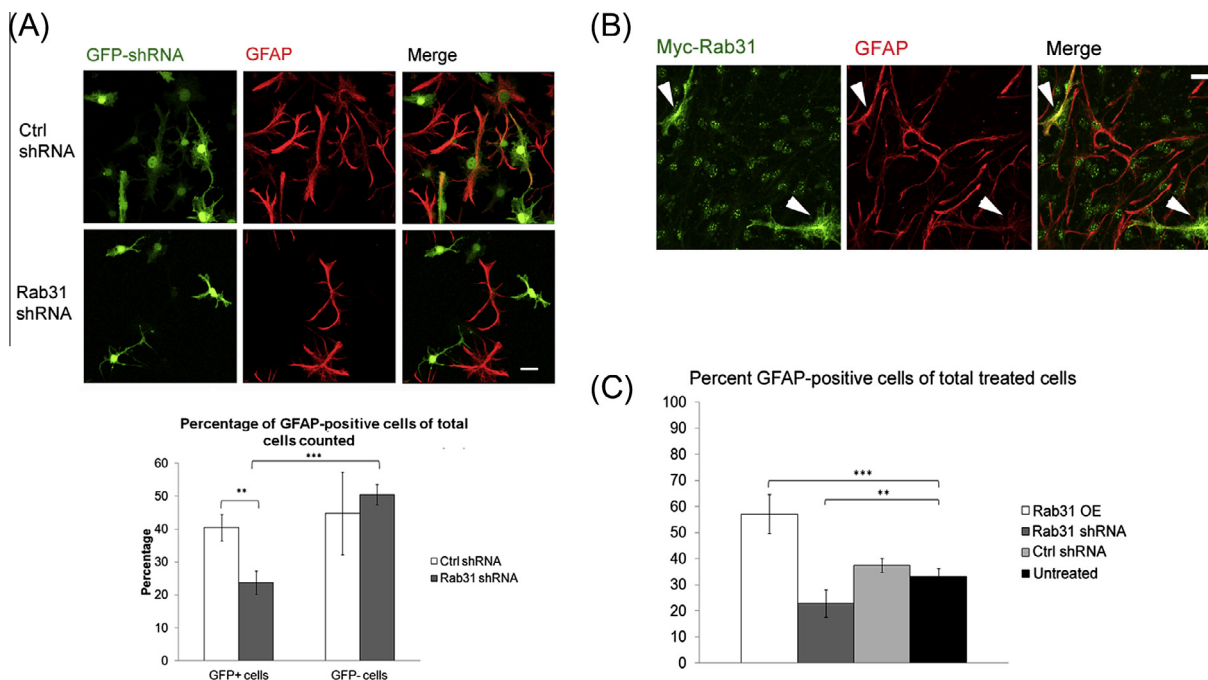 (A)
GFP-shRNA GFAP Merge
Ctrl
shRNA
Rab31
shRNA
Percentage of GFAP-positive cells of total
cells counted
60
50
40
30
20
10
0
Percentage
**
***
Ctrl shRNA
Rab31 shRNA
GFP+ cells GFP- cells
(B)
Myc-Rab31 GFAP Merge
(C)
Percent GFAP-positive cells of total treated cells
100
90
80
70
60
50
40
30
20
10
0
***
**
Rab31 OE
Rab31 shRNA
Ctrl shRNA
Untreated